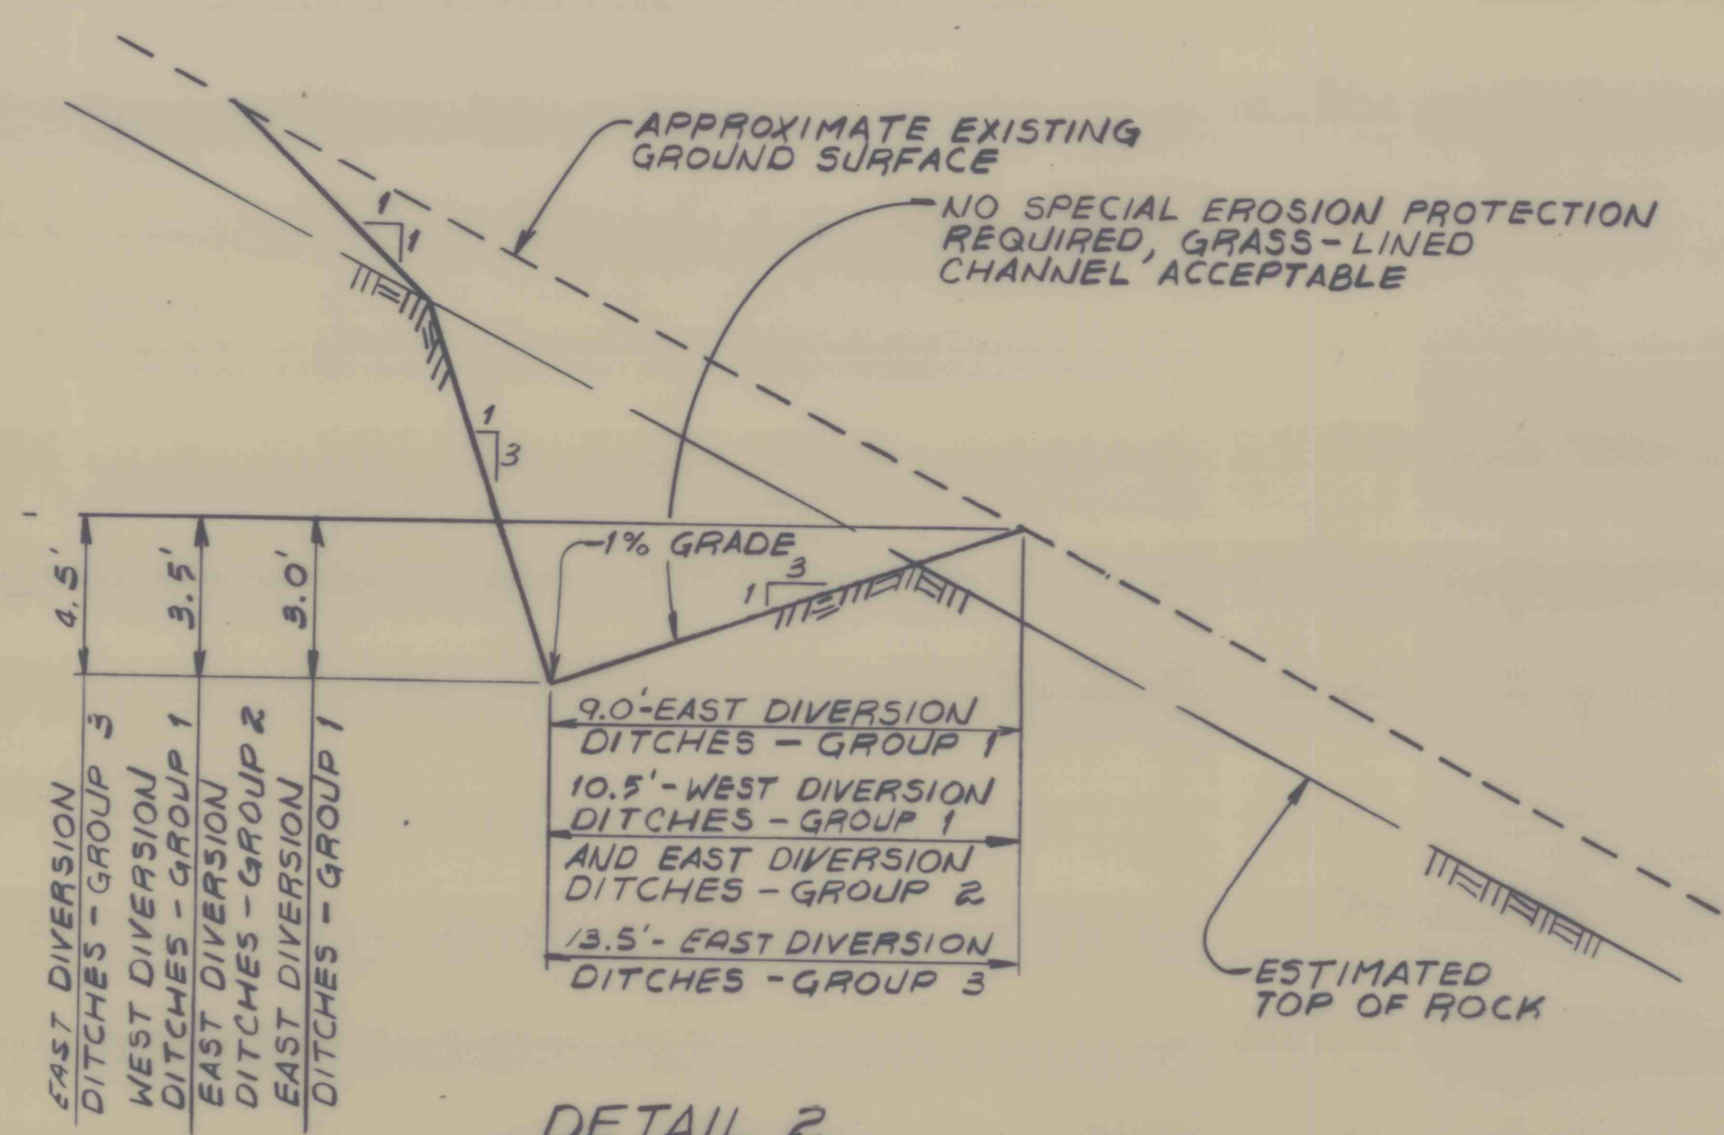 APPROXIMATE EXISTING
GROUND SURFACE
NO SPECIAL EROSION PROTECTION
REQUIRED, GRASS-LINED
CHANNEL ACCEPTABLE
1
1
1
3
1% GRADE
3
1
4.5'
3.5'
3.0'
EAST DIVERSION
DITCHES - GROUP 3
WEST DIVERSION
DITCHES - GROUP 1
EAST DIVERSION
DITCHES - GROUP 2
EAST DIVERSION
DITCHES - GROUP 1
9.0'-EAST DIVERSION
DITCHES - GROUP 1
10.5'-WEST DIVERSION
DITCHES - GROUP 1
AND EAST DIVERSION
DITCHES - GROUP 2
13.5'- EAST DIVERSION
DITCHES - GROUP 3
ESTIMATED
TOP OF ROCK
DETAIL 2